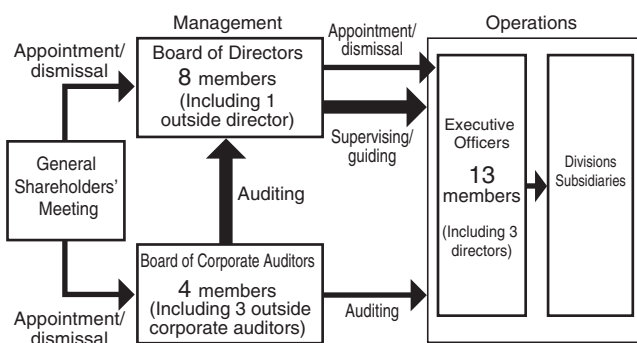 Management
Operations
Appointment/
dismissal
Board of Directors
8 members
(Including 1
outside director)
Appointment/
dismissal
Supervising/
guiding
General
Shareholders'
Meeting
Auditing
Executive
Officers
13
members
(Including 3
directors)
Divisions
Subsidiaries
Board of Corporate Auditors
4 members
(Including 3 outside
corporate auditors)
Auditing
Appointment/
dismissal